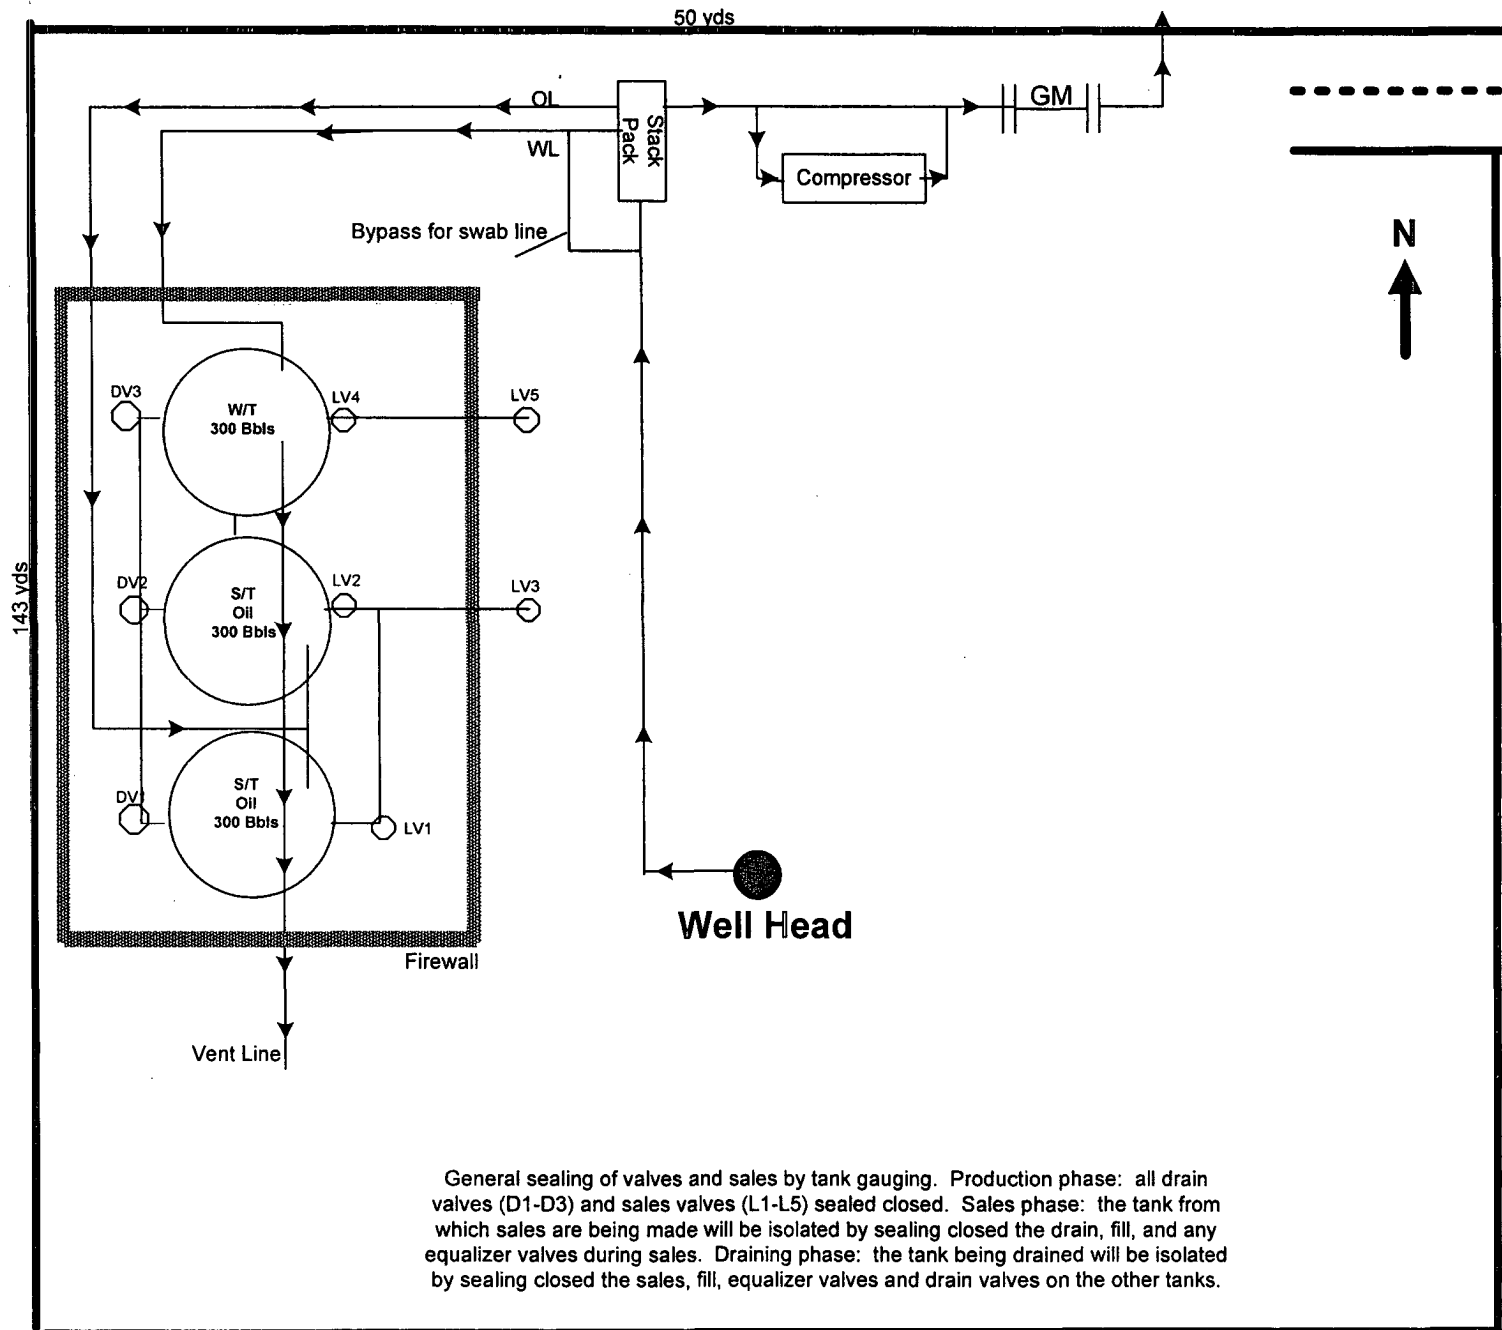 50 yds
OL
WL
Stack
Pack
GM
Compressor
Bypass for swab line
N
DV3
W/T
300 Bbls
LV4
LV5
DV2
S/T
Oil
300 Bbls
LV2
LV3
143 yds
DV1
S/T
Oil
300 Bbls
LV1
Well Head
Firewall
Vent Line
General sealing of valves and sales by tank gauging. Production phase: all drain
valves (D1-D3) and sales valves (L1-L5) sealed closed. Sales phase: the tank from
which sales are being made will be isolated by sealing closed the drain, fill, and any
equalizer valves during sales. Draining phase: the tank being drained will be isolated
by sealing closed the sales, fill, equalizer valves and drain valves on the other tanks.